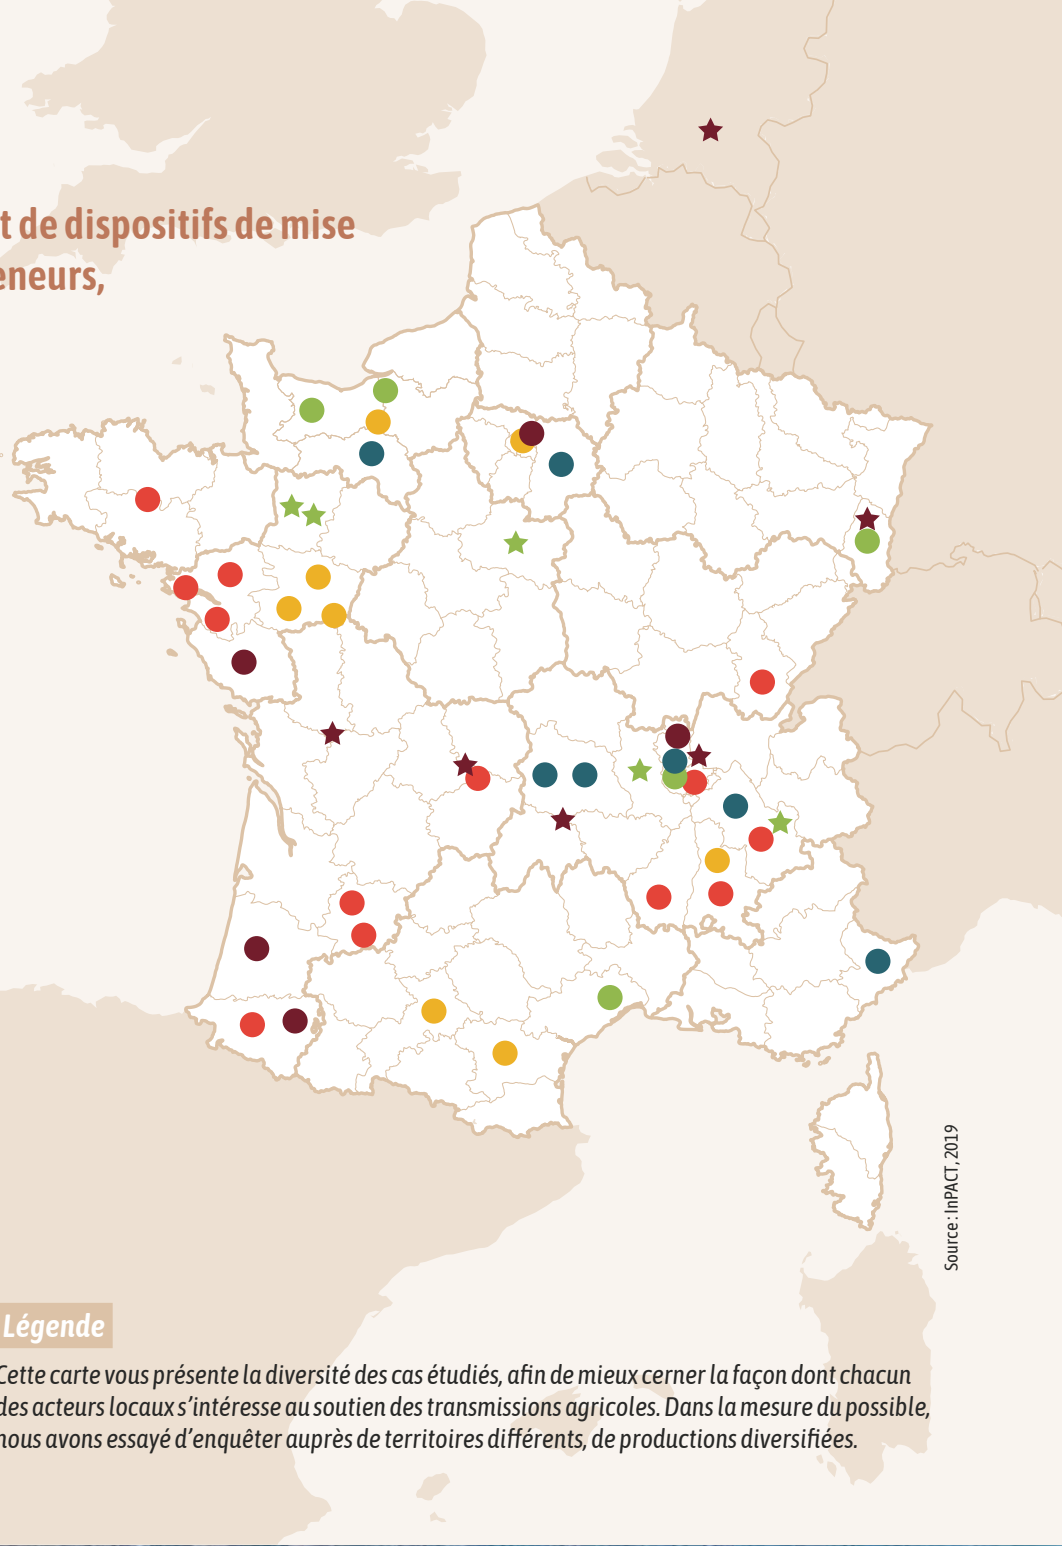 t de dispositifs de mise
eneurs,
Source : InPACT, 2019
Légende
Cette carte vous présente la diversité des cas étudiés, afin de mieux cerner la façon dont chacun
des acteurs locaux s’intéresse au soutien des transmissions agricoles. Dans la mesure du possible,
nous avons essayé d’enquêter auprès de territoires différents, de productions diversifiées.